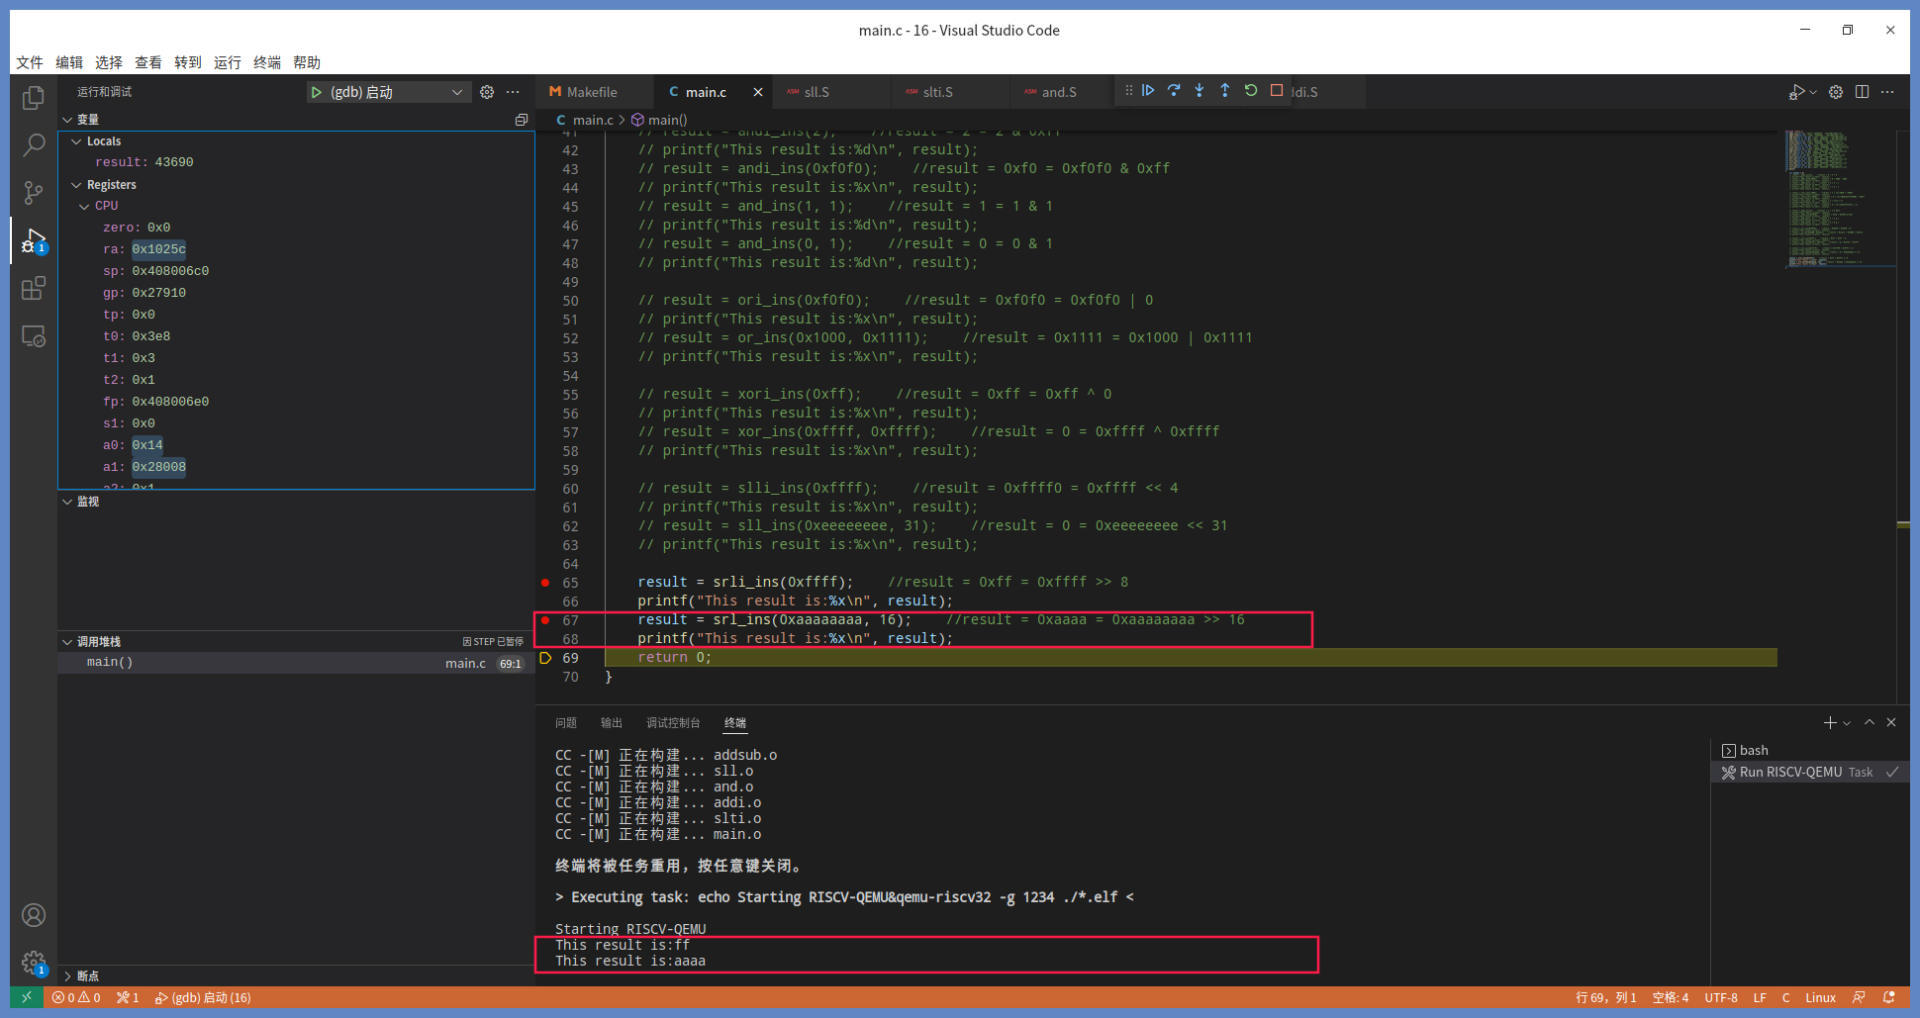 main.c - 16 - Visual Studio Code
文件 编辑 选择 查看 转到 运行 终端 帮助
运行和调试
(gdb) 启动
Makefile
C main.c
ASM sll.S
ASM slti.S
ASM and.S
ddi.S
变量
C main.c > main()
Locals
result: 43690
Registers
CPU
zero: 0x0
ra: 0x1025c
sp: 0x408006c0
gp: 0x27910
tp: 0x0
t0: 0x3e8
t1: 0x3
t2: 0x1
fp: 0x408006e0
s1: 0x0
a0: 0x14
a1: 0x28008
a2: 0x1
监视
调用堆栈
因 STEP 已暂停
main()
main.c 69:1
断点
41 // result = andi_ins(2); //result = 2 = 2 & 0xff
42 // printf("This result is:%d\n", result);
43 // result = andi_ins(0xf0f0); //result = 0xf0 = 0xf0f0 & 0xff
44 // printf("This result is:%x\n", result);
45 // result = and_ins(1, 1); //result = 1 = 1 & 1
46 // printf("This result is:%d\n", result);
47 // result = and_ins(0, 1); //result = 0 = 0 & 1
48 // printf("This result is:%d\n", result);
49
50 // result = ori_ins(0xf0f0); //result = 0xf0f0 = 0xf0f0 | 0
51 // printf("This result is:%x\n", result);
52 // result = or_ins(0x1000, 0x1111); //result = 0x1111 = 0x1000 | 0x1111
53 // printf("This result is:%x\n", result);
54
55 // result = xori_ins(0xff); //result = 0xff = 0xff ^ 0
56 // printf("This result is:%x\n", result);
57 // result = xor_ins(0xffff, 0xffff); //result = 0 = 0xffff ^ 0xffff
58 // printf("This result is:%x\n", result);
59
60 // result = slli_ins(0xffff); //result = 0xffff0 = 0xffff << 4
61 // printf("This result is:%x\n", result);
62 // result = sll_ins(0xeeeeeeee, 31); //result = 0 = 0xeeeeeeee << 31
63 // printf("This result is:%x\n", result);
64
65 result = srli_ins(0xffff); //result = 0xff = 0xffff >> 8
66 printf("This result is:%x\n", result);
67 result = srl_ins(0xaaaaaaaa, 16); //result = 0xaaaa = 0xaaaaaaaa >> 16
68 printf("This result is:%x\n", result);
69 return 0;
70 }
问题 输出 调试控制台 终端
CC -[M] 正在构建... addsub.o
CC -[M] 正在构建... sll.o
CC -[M] 正在构建... and.o
CC -[M] 正在构建... addi.o
CC -[M] 正在构建... slti.o
CC -[M] 正在构建... main.o
终端将被任务重用，按任意键关闭。
> Executing task: echo Starting RISCV-QEMU&qemu-riscv32 -g 1234 ./*.elf <
Starting RISCV-QEMU
This result is:ff
This result is:aaaa
bash
Run RISCV-QEMU Task
0 0 1 (gdb) 启动 (16)
行 69，列 1 空格: 4 UTF-8 LF C Linux